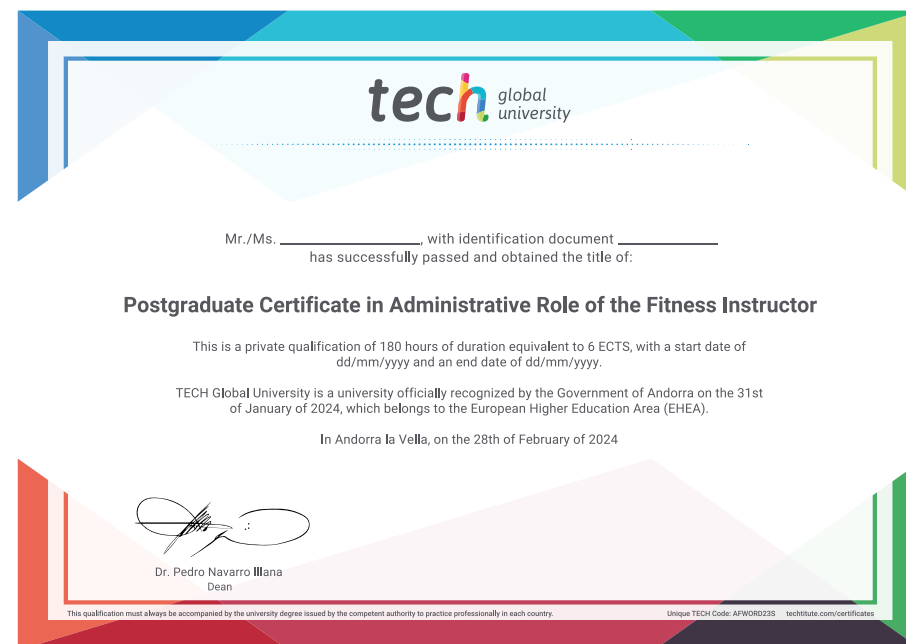 tech global
university
Mr./Ms. ____________________, with identification document ______________
has successfully passed and obtained the title of:
Postgraduate Certificate in Administrative Role of the Fitness Instructor
This is a private qualification of 180 hours of duration equivalent to 6 ECTS, with a start date of
dd/mm/yyyy and an end date of dd/mm/yyyy.
TECH Global University is a university officially recognized by the Government of Andorra on the 31st
of January of 2024, which belongs to the European Higher Education Area (EHEA).
In Andorra la Vella, on the 28th of February of 2024
Dr. Pedro Navarro Illana
Dean
This qualification must always be accompanied by the university degree issued by the competent authority to practice professionally in each country.
Unique TECH Code: AFWORD23S techtitute.com/certificates